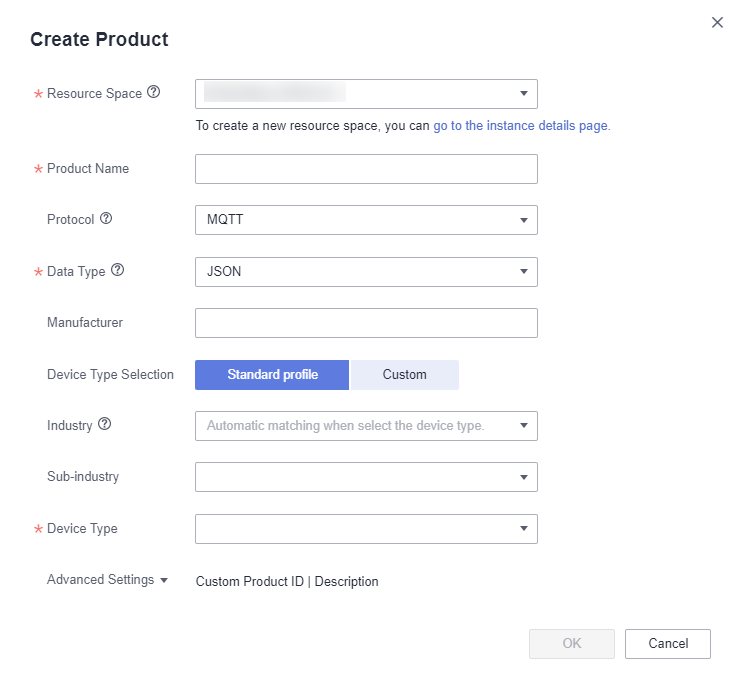 Create Product
* Resource Space
To create a new resource space, you can go to the instance details page.
* Product Name
Protocol MQTT
* Data Type JSON
Manufacturer
Device Type Selection Standard profile Custom
Industry Automatic matching when select the device type.
Sub-industry
* Device Type
Advanced Settings Custom Product ID | Description
OK Cancel